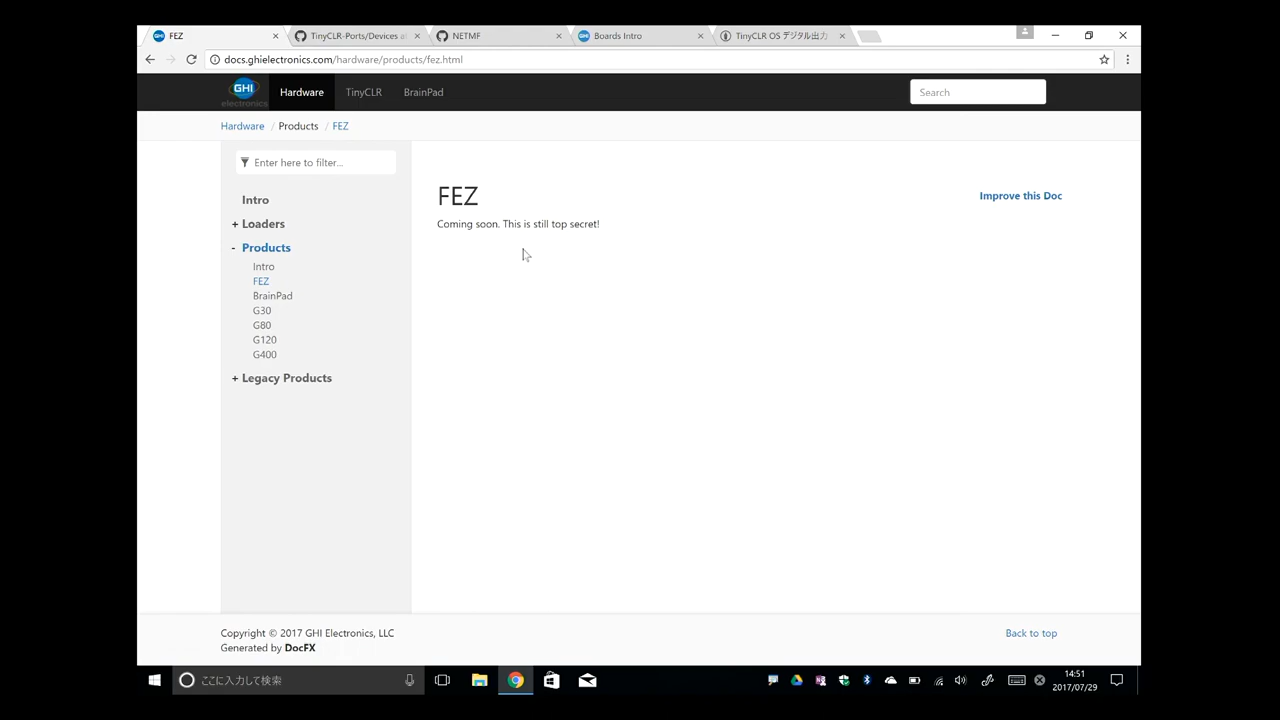 FEZ
TinyCLR-Ports/Devices a
NETMF
Boards Intro
TinyCLR OS デジタル出力
docs.ghielectronics.com/hardware/products/fez.html
GHI
electronics
Hardware
TinyCLR
BrainPad
Search
Hardware / Products / FEZ
Enter here to filter...
Intro
+ Loaders
- Products
Intro
FEZ
BrainPad
G30
G80
G120
G400
+ Legacy Products
FEZ
Improve this Doc
Coming soon. This is still top secret!
Copyright © 2017 GHI Electronics, LLC
Generated by DocFX
Back to top
ここに入力して検索
14:51
2017/07/29